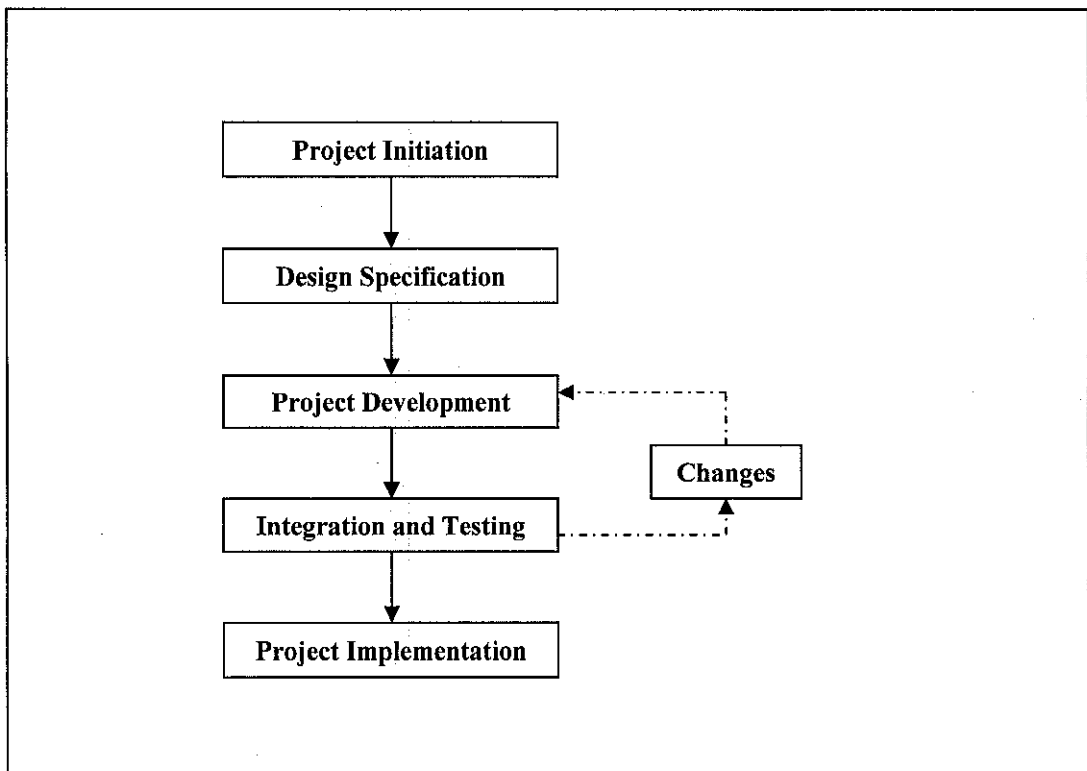 Project Initiation
Design Specification
Project Development
Changes
Integration and Testing
Project Implementation